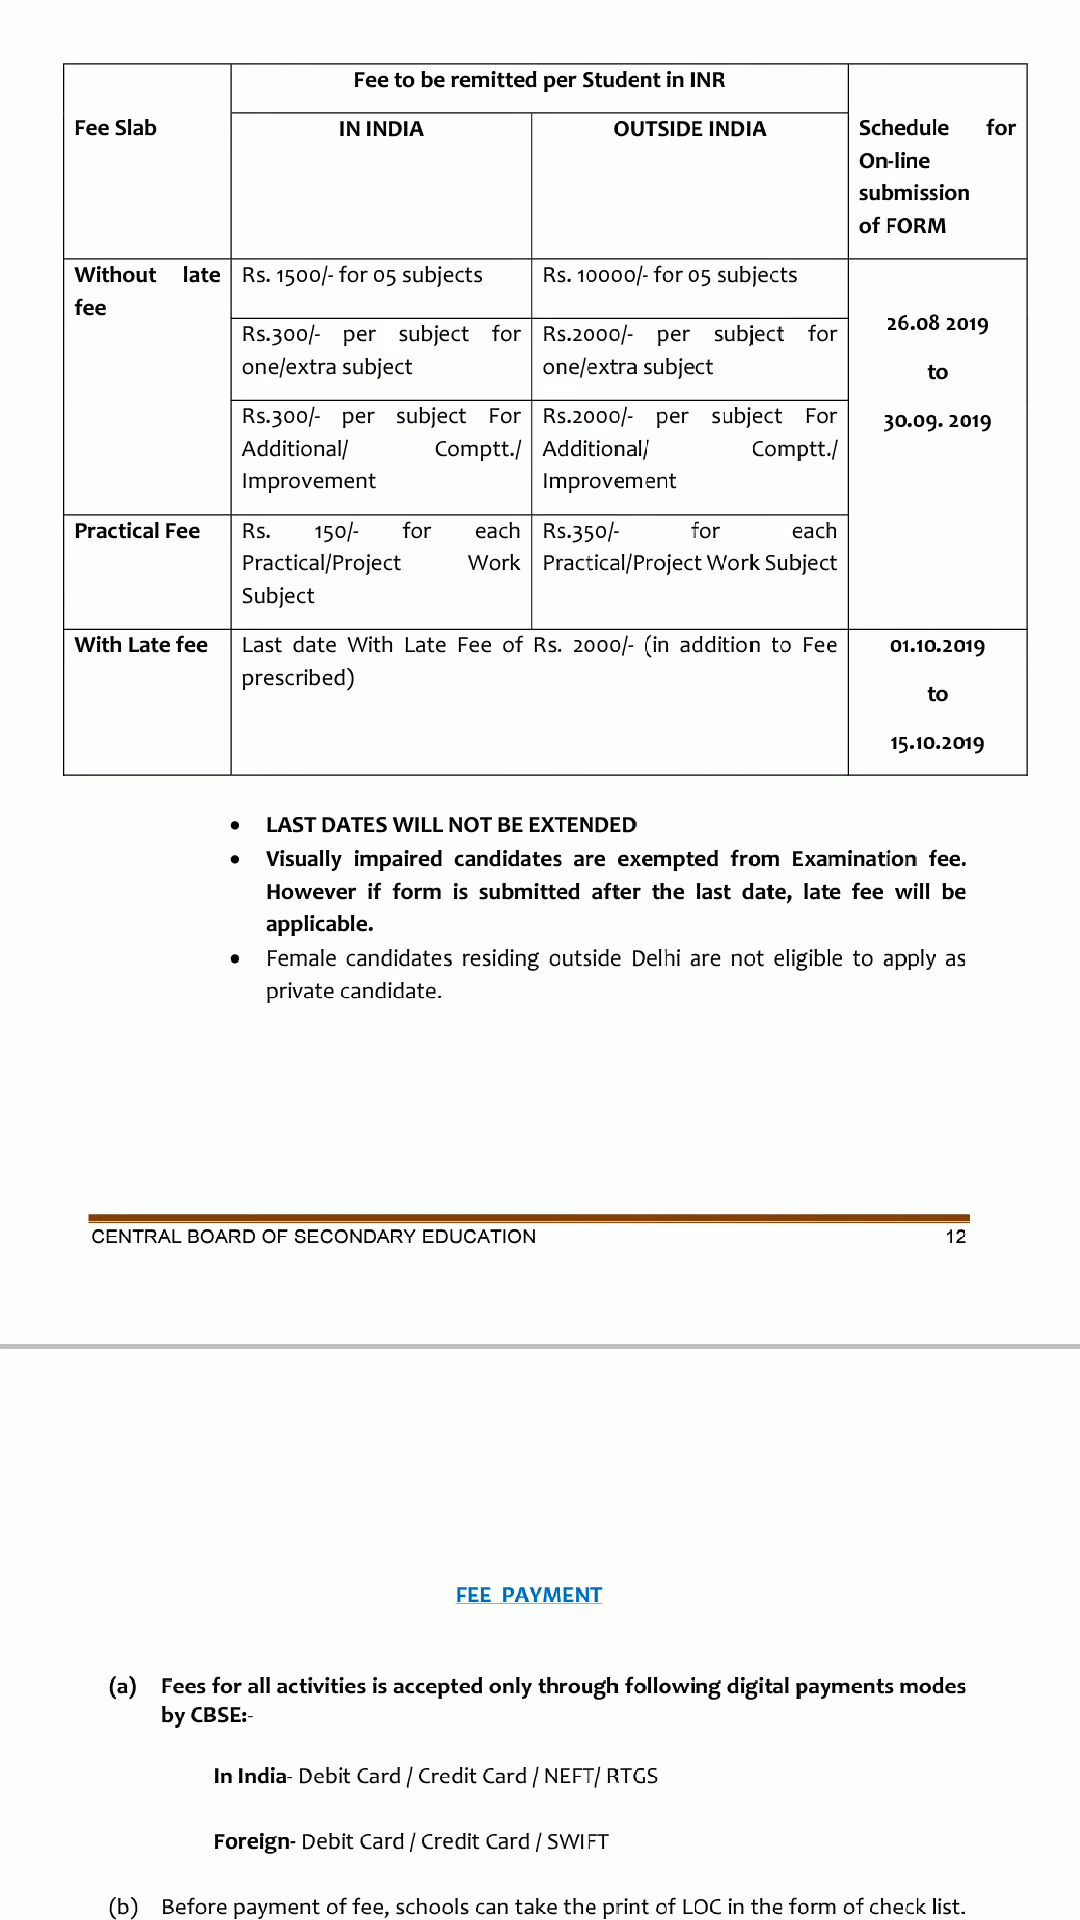 Fee to be remitted per Student in INR
Fee Slab
IN INDIA
OUTSIDE INDIA
Schedule for
On-line
submission
of FORM
Without late
fee
Rs. 1500/- for 05 subjects
Rs. 10000/- for 05 subjects
Rs.300/- per subject for
one/extra subject
Rs.2000/- per subject for
one/extra subject
Rs.300/- per subject For
Additional/ Comptt./
Improvement
Rs.2000/- per subject For
Additional/ Comptt./
Improvement
26.08 2019
to
30.09. 2019
Practical Fee
Rs. 150/- for each
Practical/Project Work
Subject
Rs.350/- for each
Practical/Project Work Subject
With Late fee
Last date With Late Fee of Rs. 2000/- (in addition to Fee
prescribed)
01.10.2019
to
15.10.2019
• LAST DATES WILL NOT BE EXTENDED
• Visually impaired candidates are exempted from Examination fee.
However if form is submitted after the last date, late fee will be
applicable.
• Female candidates residing outside Delhi are not eligible to apply as
private candidate.
CENTRAL BOARD OF SECONDARY EDUCATION 12
FEE PAYMENT
(a) Fees for all activities is accepted only through following digital payments modes
by CBSE:-
In India- Debit Card / Credit Card / NEFT/ RTGS
Foreign- Debit Card / Credit Card / SWIFT
(b) Before payment of fee, schools can take the print of LOC in the form of check list.